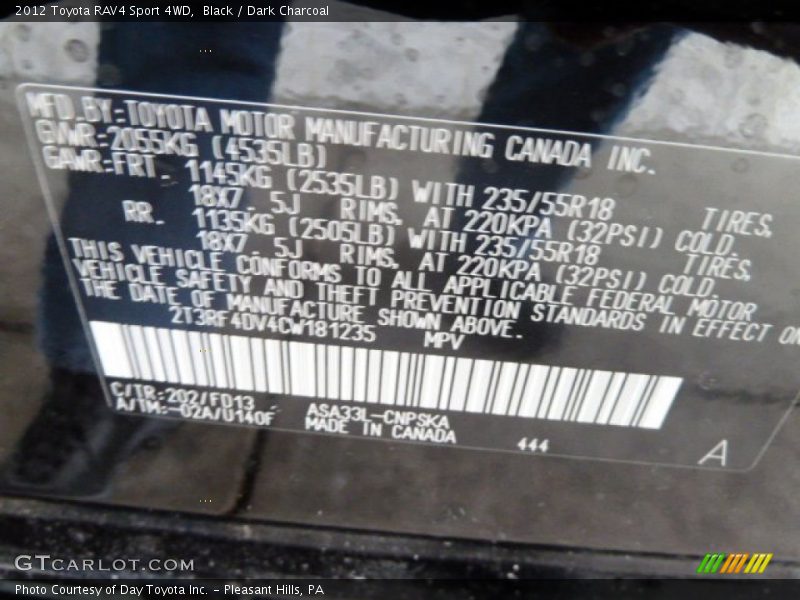 2012 Toyota RAV4 Sport 4WD, Black / Dark Charcoal
MFD.BY:TOYOTA MOTOR MANUFACTURING CANADA INC.
GVWR:2055KG (4535LB)
GAWR:FRT. 1145KG (2535LB) WITH 235/55R18 TIRES,
18X7 .5J RIMS, AT 220KPA (32PSI) COLD.
RR. 1135KG (2505LB) WITH 235/55R18 TIRES,
18X7 .5J RIMS, AT 220KPA (32PSI) COLD.
THIS VEHICLE CONFORMS TO ALL APPLICABLE FEDERAL MOTOR
VEHICLE SAFETY AND THEFT PREVENTION STANDARDS IN EFFECT ON
THE DATE OF MANUFACTURE SHOWN ABOVE.
2T3RF4DV4CW181235 MPV
C/TR:202/FD13 ASA33L-CNPSKA
A/TM:-02A/U140F MADE IN CANADA 444 A
GTCARLOT.COM
Photo Courtesy of Day Toyota Inc. - Pleasant Hills, PA